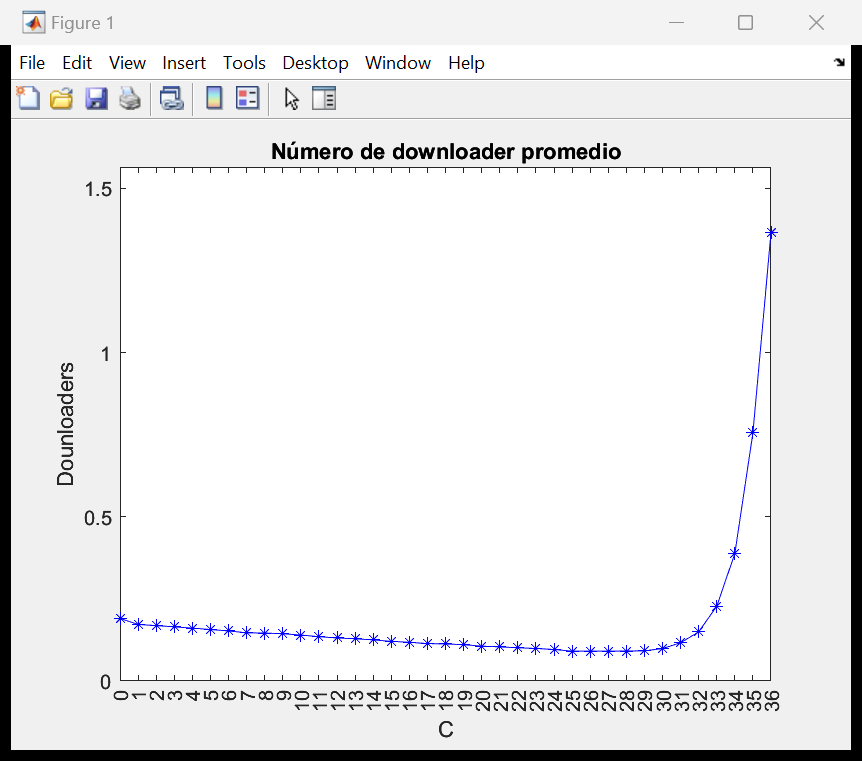 Figure 1
File Edit View Insert Tools Desktop Window Help
Número de downloader promedio
1.5
1
0.5
0
Dounloaders
0 1 2 3 4 5 6 7 8 9 10 11 12 13 14 15 16 17 18 19 20 21 22 23 24 25 26 27 28 29 30 31 32 33 34 35 36
C